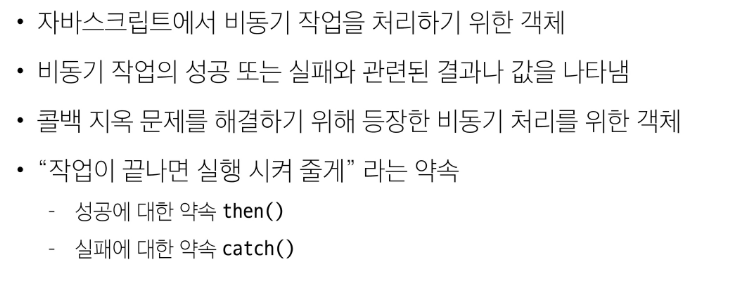 • 자바스크립트에서 비동기 작업을 처리하기 위한 객체
• 비동기 작업의 성공 또는 실패와 관련된 결과나 값을 나타냄
• 콜백 지옥 문제를 해결하기 위해 등장한 비동기 처리를 위한 객체
• “작업이 끝나면 실행 시켜 줄게” 라는 약속
- 성공에 대한 약속 then()
- 실패에 대한 약속 catch()